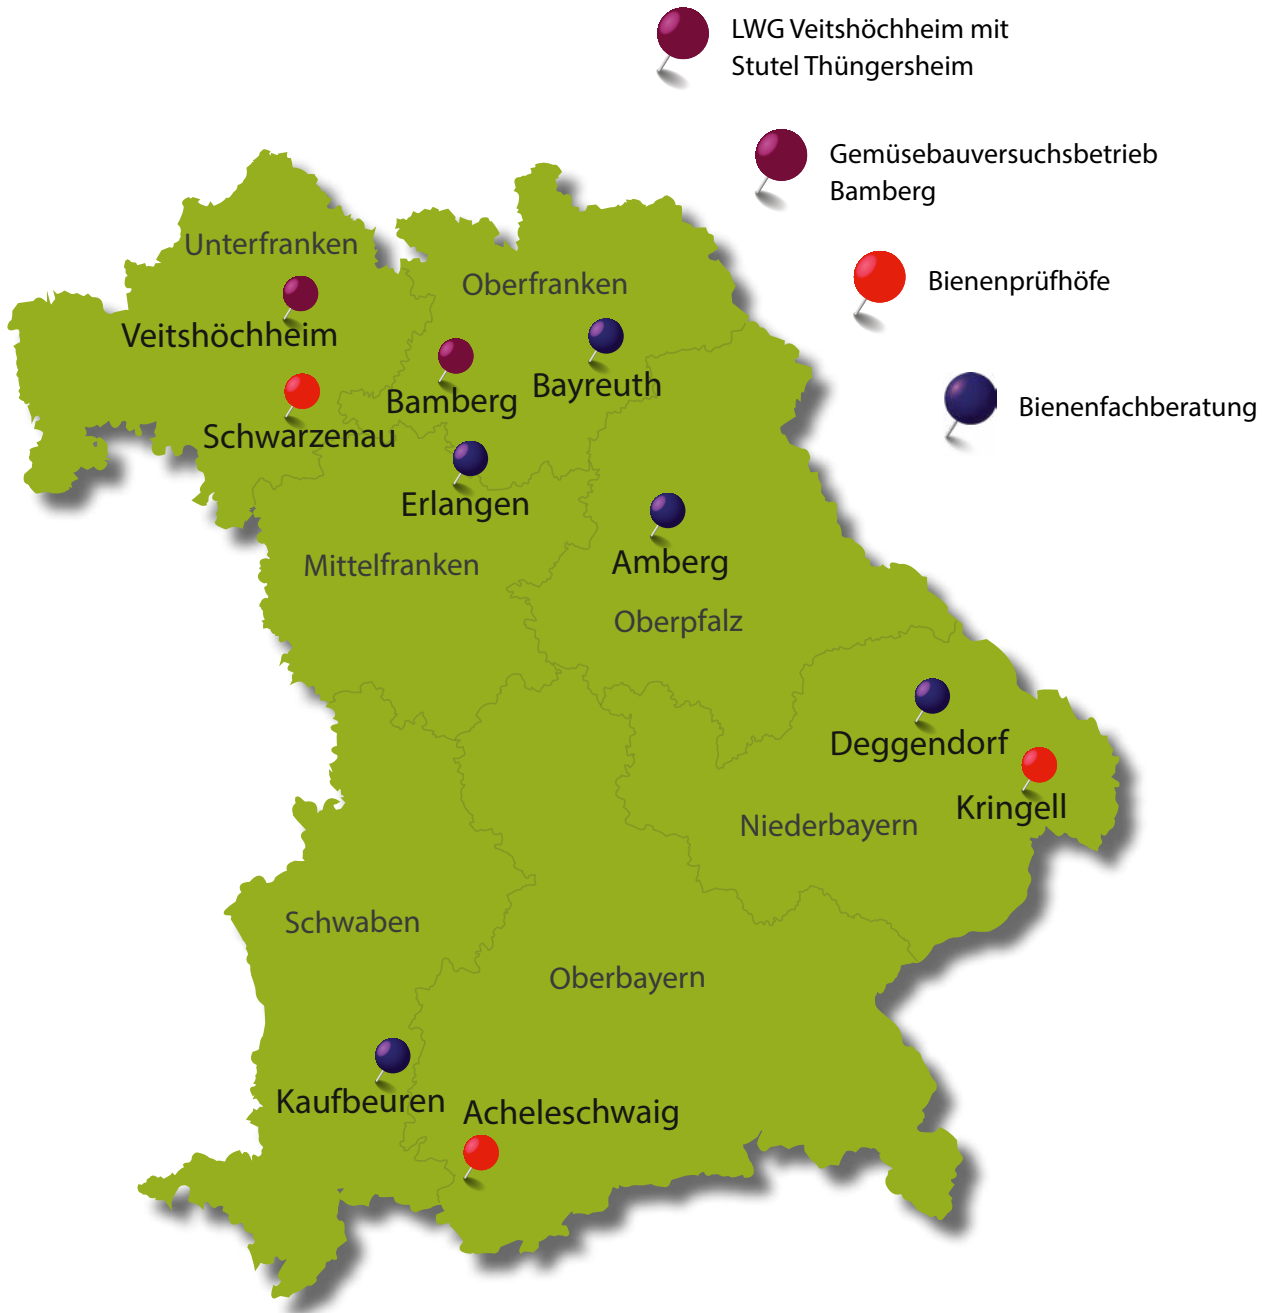 LWG Veitshöchheim mit
Stutel Thüngersheim
Gemüsebauversuchsbetrieb
Bamberg
Bienenprüfhöfe
Bienenfachberatung
Unterfranken
Oberfranken
Veitshöchheim
Bayreuth
Bamberg
Schwarzenau
Erlangen
Mittelfranken
Amberg
Oberpfalz
Deggendorf
Kringell
Niederbayern
Schwaben
Oberbayern
Kaufbeuren
Acheleschwaig